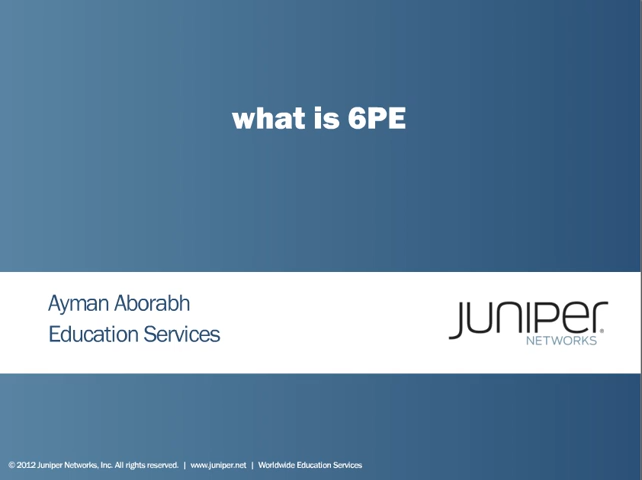 what is 6PE
Ayman Aborabh
Education Services
JUNIPEr®
NETWORKS
© 2012 Juniper Networks, Inc. All rights reserved. | www.juniper.net | Worldwide Education Services